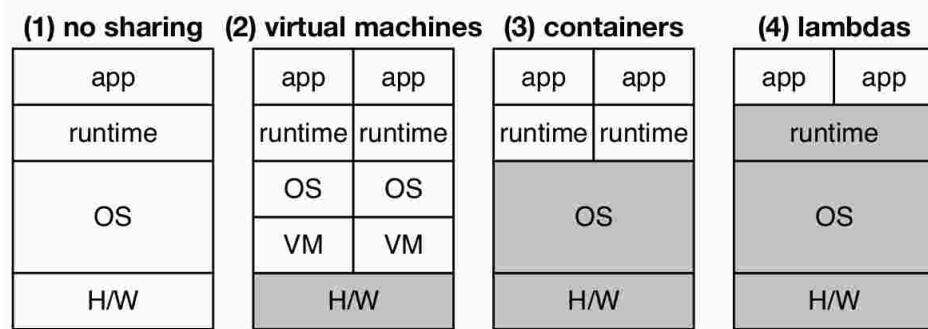 (1) no sharing (2) virtual machines (3) containers (4) lambdas
app app app app app app app
runtime runtime runtime runtime runtime runtime
OS OS OS OS OS
VM VM
H/W H/W H/W H/W